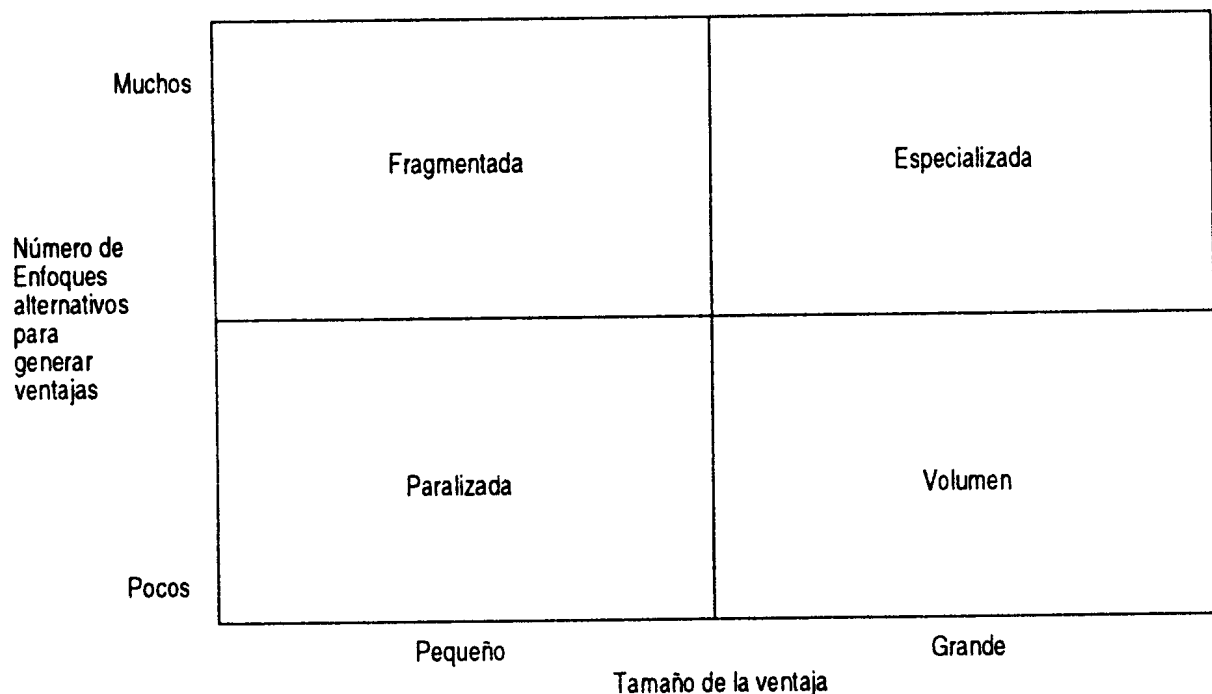 Muchos
Fragmentada
Especializada
Número de
Enfoques
alternativos
para
generar
ventajas
Paralizada
Volumen
Pocos
Pequeño
Grande
Tamaño de la ventaja